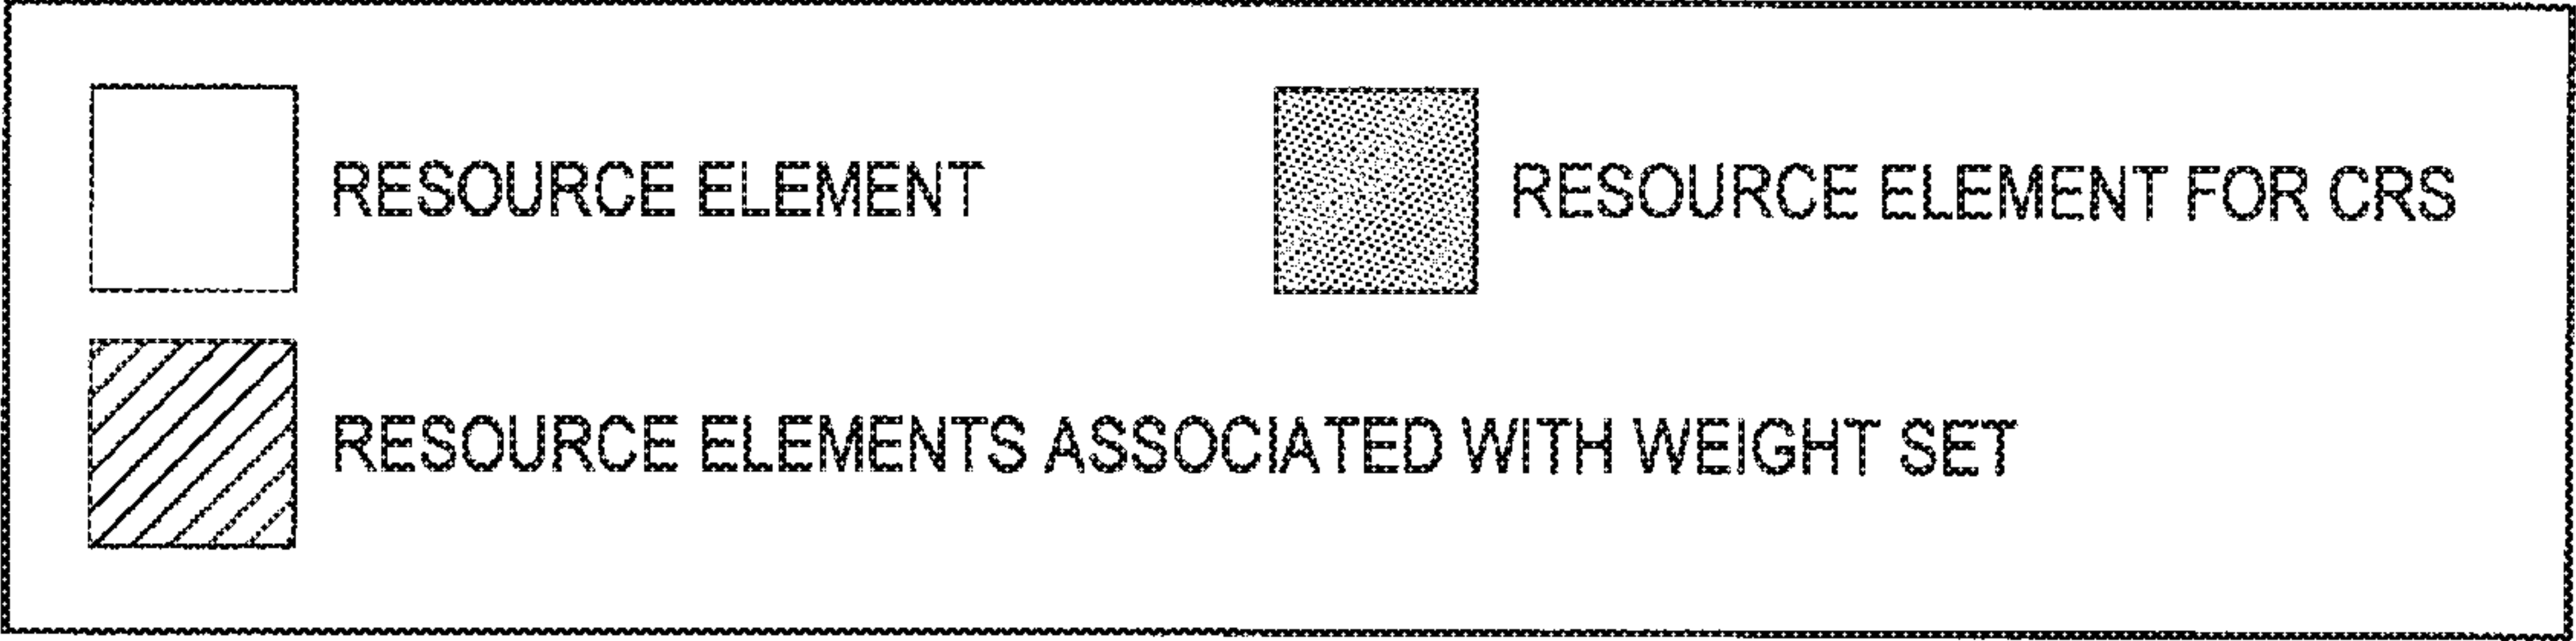 RESOURCE ELEMENT
RESOURCE ELEMENT FOR CRS
RESOURCE ELEMENTS ASSOCIATED WITH WEIGHT SET